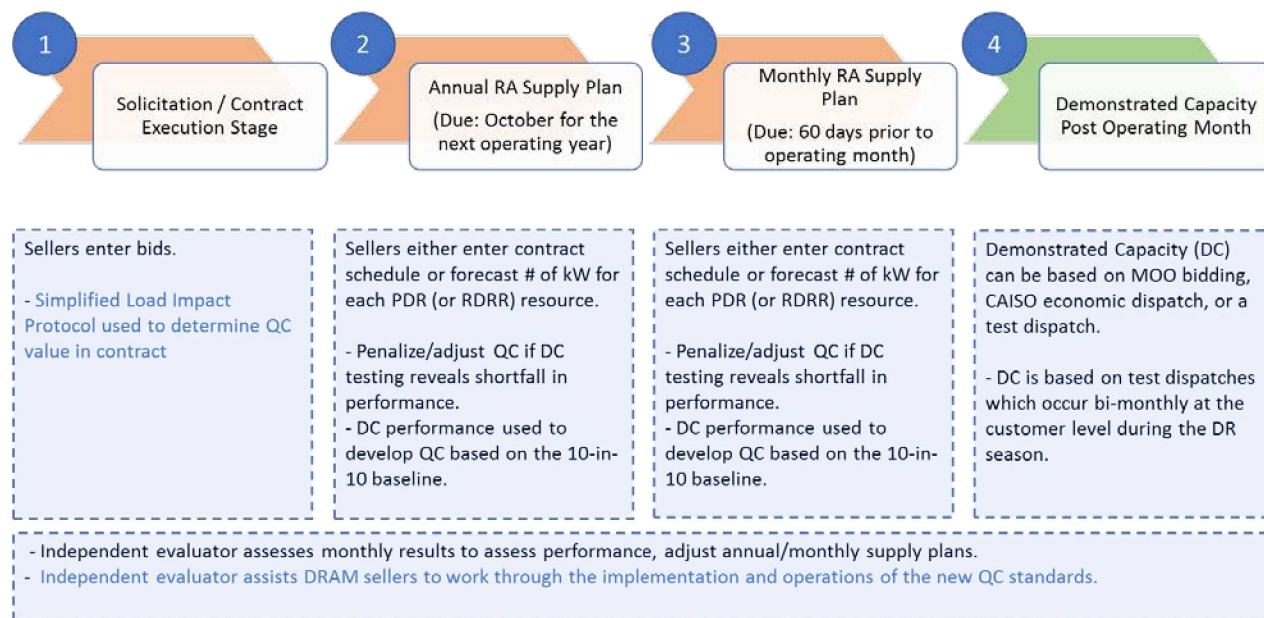 1
Solicitation / Contract
Execution Stage
2
Annual RA Supply Plan
(Due: October for the
next operating year)
3
Monthly RA Supply
Plan
(Due: 60 days prior to
operating month)
4
Demonstrated Capacity
Post Operating Month
Sellers enter bids.
- Simplified Load Impact
Protocol used to determine QC
value in contract
Sellers either enter contract
schedule or forecast # of kW for
each PDR (or RDRR) resource.
- Penalize/adjust QC if DC
testing reveals shortfall in
performance.
- DC performance used to
develop QC based on the 10-in-
10 baseline.
Sellers either enter contract
schedule or forecast # of kW for
each PDR (or RDRR) resource.
- Penalize/adjust QC if DC
testing reveals shortfall in
performance.
- DC performance used to
develop QC based on the 10-in-
10 baseline.
Demonstrated Capacity (DC)
can be based on MOO bidding,
CAISO economic dispatch, or a
test dispatch.
- DC is based on test dispatches
which occur bi-monthly at the
customer level during the DR
season.
- Independent evaluator assesses monthly results to assess performance, adjust annual/monthly supply plans.
- Independent evaluator assists DRAM sellers to work through the implementation and operations of the new QC standards.